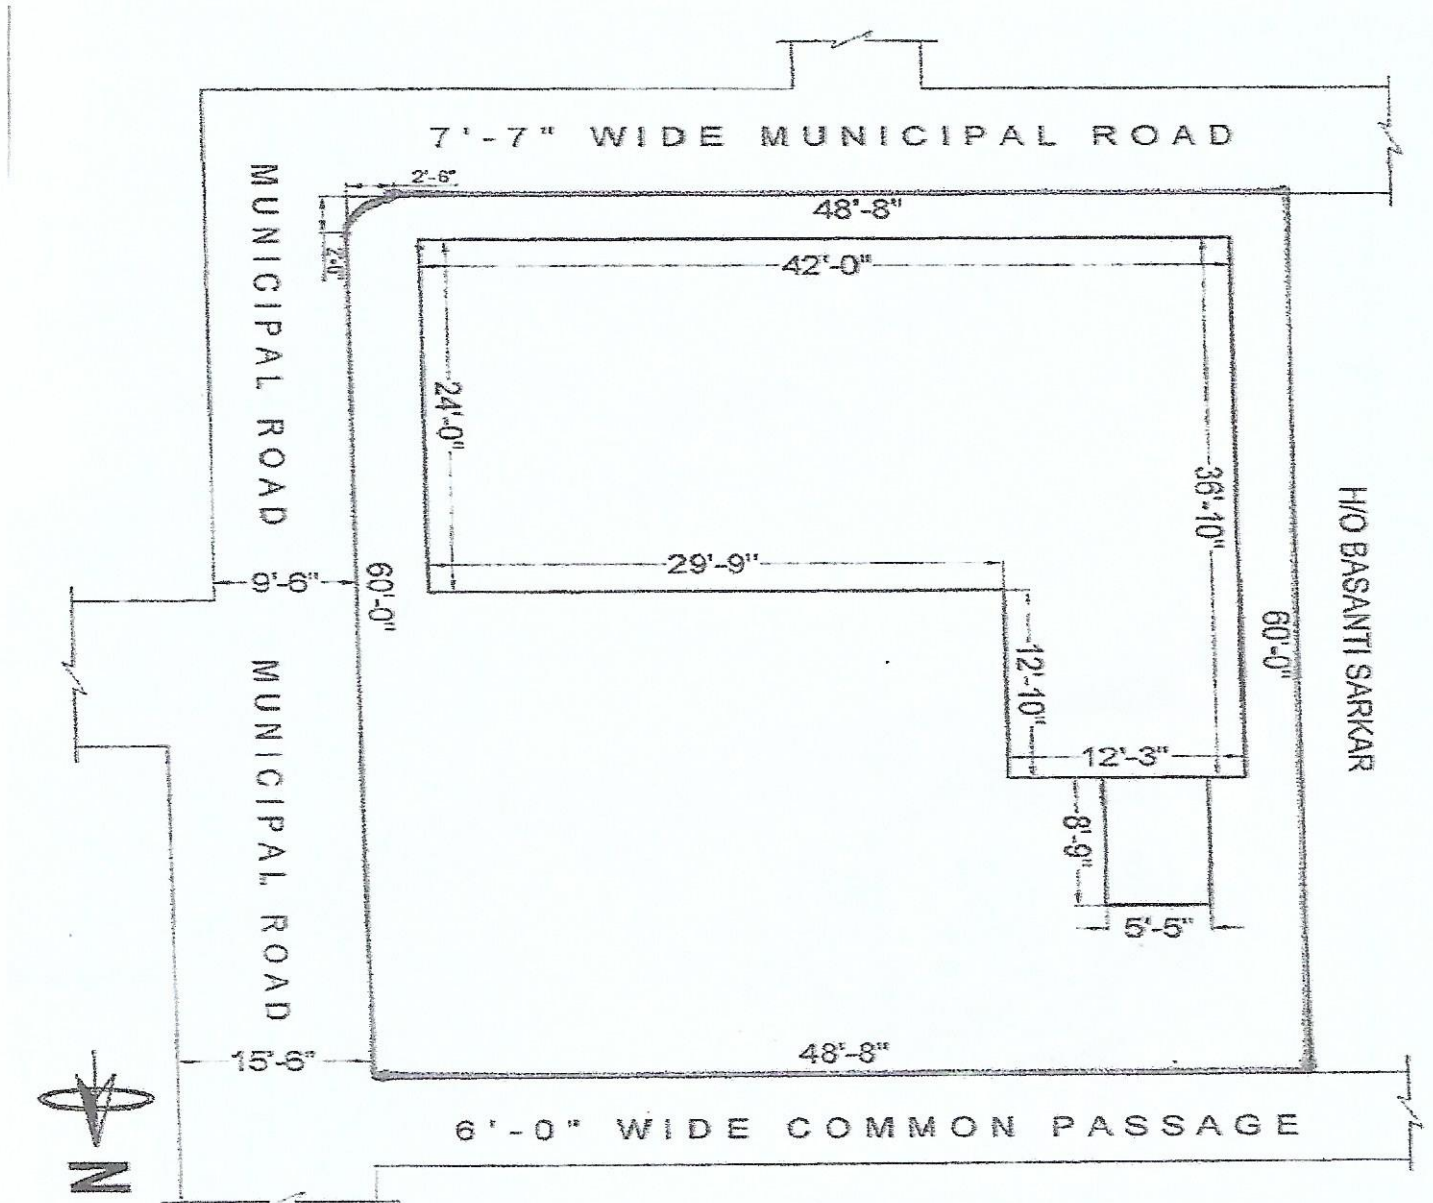 7'-7" WIDE MUNICIPAL ROAD
2'-6"
48'-8"
2'-0"
42'-0"
MUNICIPAL ROAD
24'-0"
36'-10"
H/O BASANTI SARKAR
29'-9"
9'-6"
60'-0"
60'-0"
12'-10"
MUNICIPAL ROAD
12'-3"
8'-9"
5'-5"
15'-6"
48'-8"
6'-0" WIDE COMMON PASSAGE
N